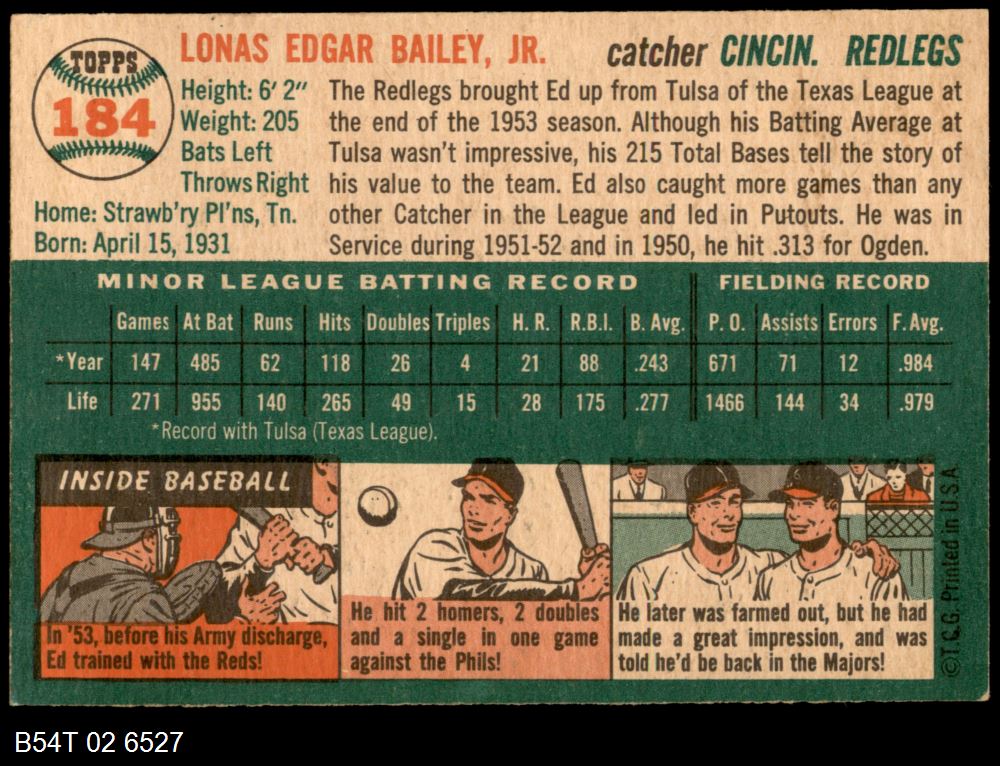 TOPPS
184
LONAS EDGAR BAILEY, JR.
catcher CINCIN. REDLEGS
Height: 6' 2"
Weight: 205
Bats Left
Throws Right
Home: Strawb'ry Pl'ns, Tn.
Born: April 15, 1931
The Redlegs brought Ed up from Tulsa of the Texas League at
the end of the 1953 season. Although his Batting Average at
Tulsa wasn't impressive, his 215 Total Bases tell the story of
his value to the team. Ed also caught more games than any
other Catcher in the League and led in Putouts. He was in
Service during 1951-52 and in 1950, he hit .313 for Ogden.
MINOR LEAGUE BATTING RECORD FIELDING RECORD
Games At Bat Runs Hits Doubles Triples H. R. R.B.I. B. Avg. P. O. Assists Errors F. Avg.
*Year 147 485 62 118 26 4 21 88 .243 671 71 12 .984
Life 271 955 140 265 49 15 28 175 .277 1466 144 34 .979
*Record with Tulsa (Texas League).
INSIDE BASEBALL
In '53, before his Army discharge,
Ed trained with the Reds!
He hit 2 homers, 2 doubles
and a single in one game
against the Phils!
He later was farmed out, but he had
made a great impression, and was
told he'd be back in the Majors!
©T.C.G. Printed in U.S.A
B54T 02 6527